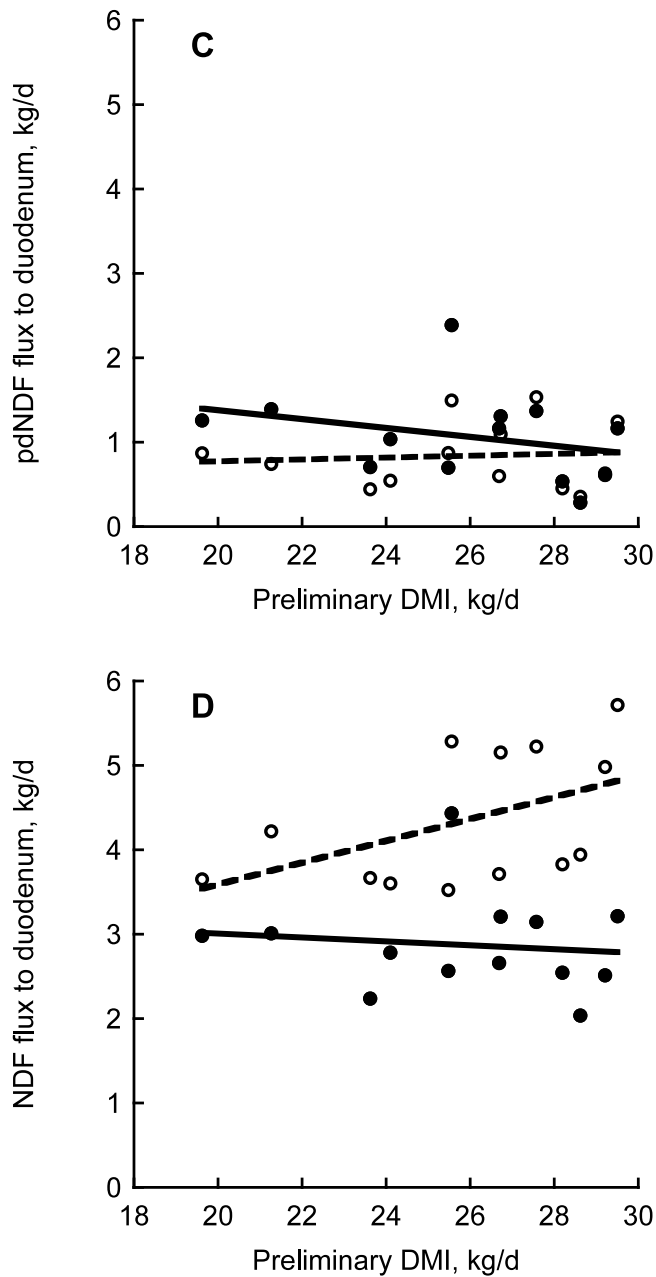 C
pdNDF flux to duodenum, kg/d
6
5
4
3
2
1
0
18 20 22 24 26 28 30
Preliminary DMI, kg/d
D
NDF flux to duodenum, kg/d
6
5
4
3
2
1
0
18 20 22 24 26 28 30
Preliminary DMI, kg/d